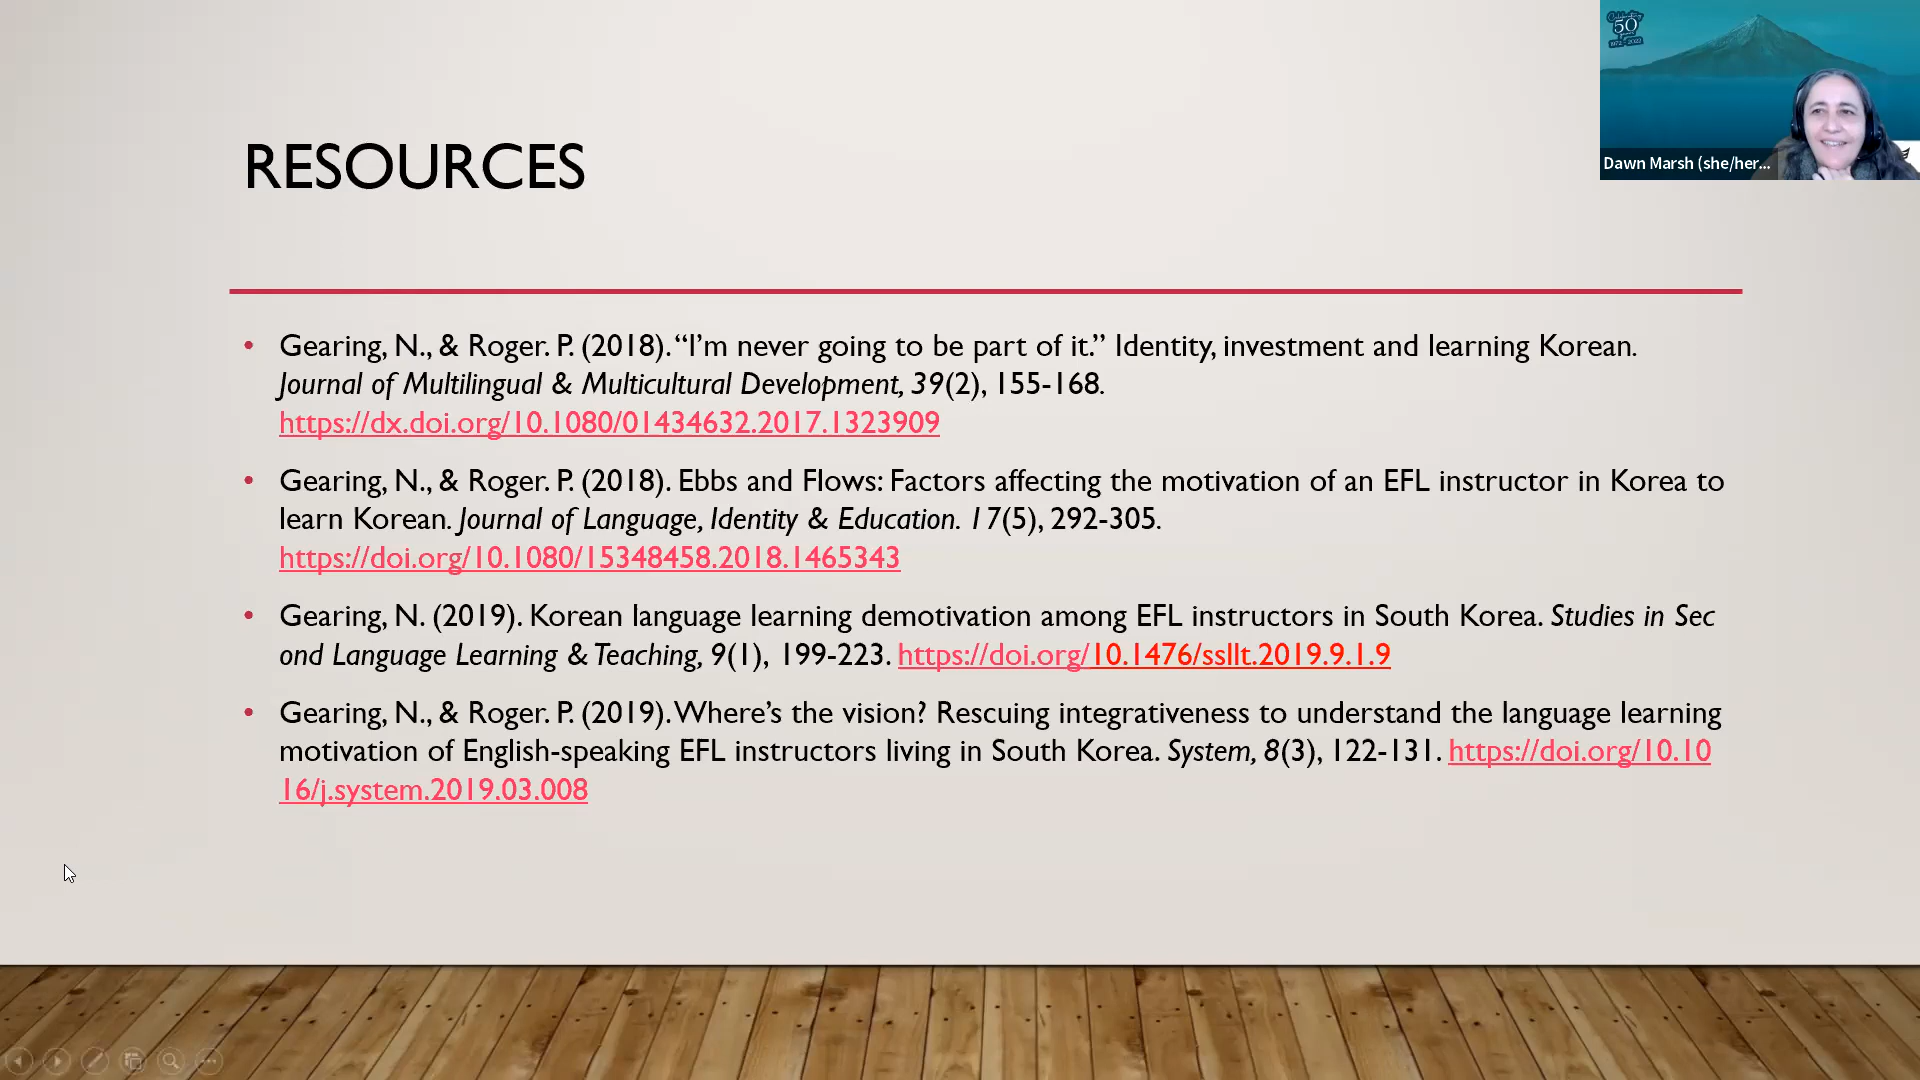 Celebrating
50
years
1972 - 2022
Dawn Marsh (she/her...
RESOURCES
• Gearing, N., & Roger. P. (2018). “I’m never going to be part of it.” Identity, investment and learning Korean.
Journal of Multilingual & Multicultural Development, 39(2), 155-168.
https://dx.doi.org/10.1080/01434632.2017.1323909
• Gearing, N., & Roger. P. (2018). Ebbs and Flows: Factors affecting the motivation of an EFL instructor in Korea to
learn Korean. Journal of Language, Identity & Education. 17(5), 292-305.
https://doi.org/10.1080/15348458.2018.1465343
• Gearing, N. (2019). Korean language learning demotivation among EFL instructors in South Korea. Studies in Sec
ond Language Learning & Teaching, 9(1), 199-223. https://doi.org/10.1476/ssllt.2019.9.1.9
• Gearing, N., & Roger. P. (2019). Where’s the vision? Rescuing integrativeness to understand the language learning
motivation of English-speaking EFL instructors living in South Korea. System, 8(3), 122-131. https://doi.org/10.10
16/j.system.2019.03.008